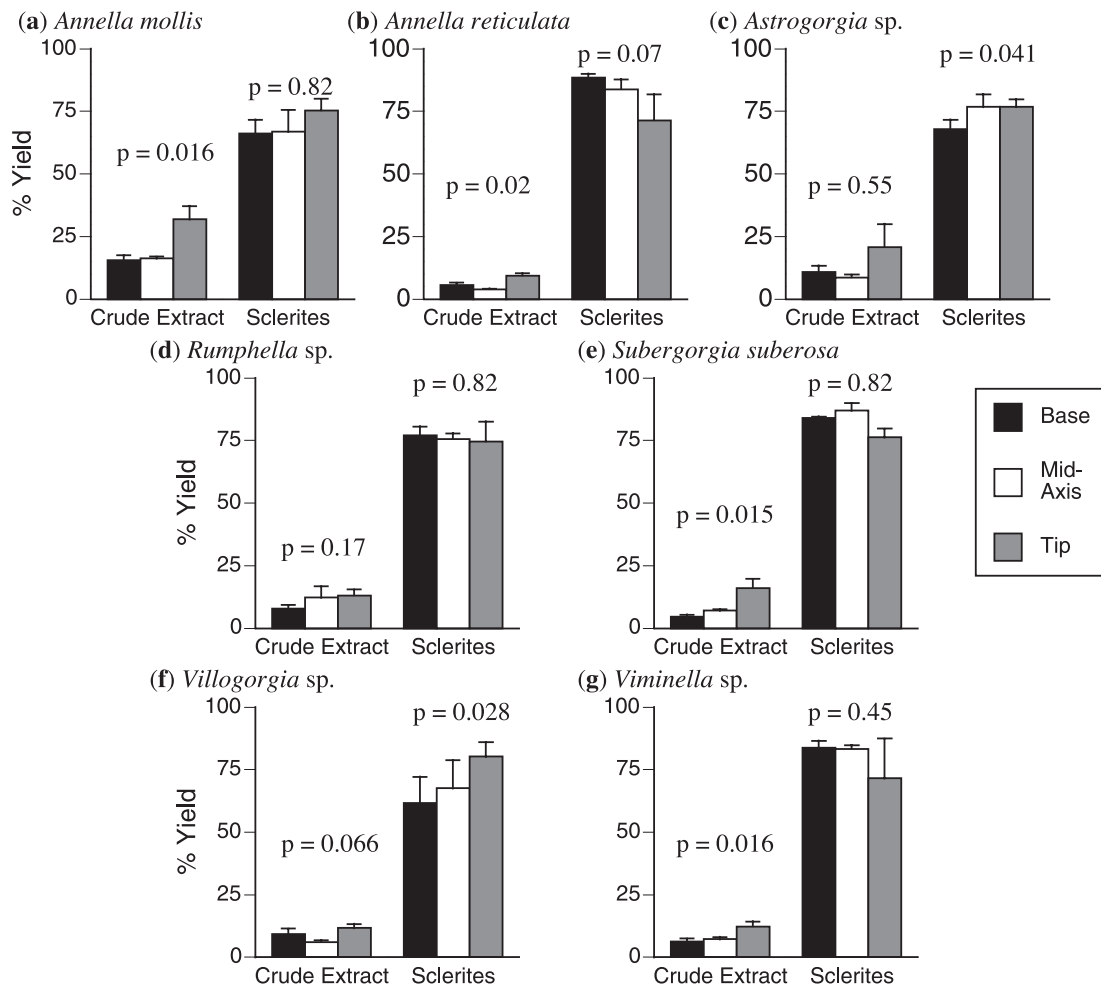 (a) Annella mollis
100
75
50
25
0
% Yield
p = 0.016
p = 0.82
Crude Extract
Sclerites
(b) Annella reticulata
100
75
50
25
0
p = 0.02
p = 0.07
Crude Extract
Sclerites
(c) Astrogorgia sp.
100
75
50
25
0
p = 0.55
p = 0.041
Crude Extract
Sclerites
(d) Rumphella sp.
100
75
50
25
0
% Yield
p = 0.17
p = 0.82
Crude Extract
Sclerites
(e) Subergorgia suberosa
100
75
50
25
0
p = 0.015
p = 0.82
Crude Extract
Sclerites
Base
Mid-
Axis
Tip
(f) Villogorgia sp.
100
75
50
25
0
% Yield
p = 0.066
p = 0.028
Crude Extract
Sclerites
(g) Viminella sp.
100
75
50
25
0
p = 0.016
p = 0.45
Crude Extract
Sclerites